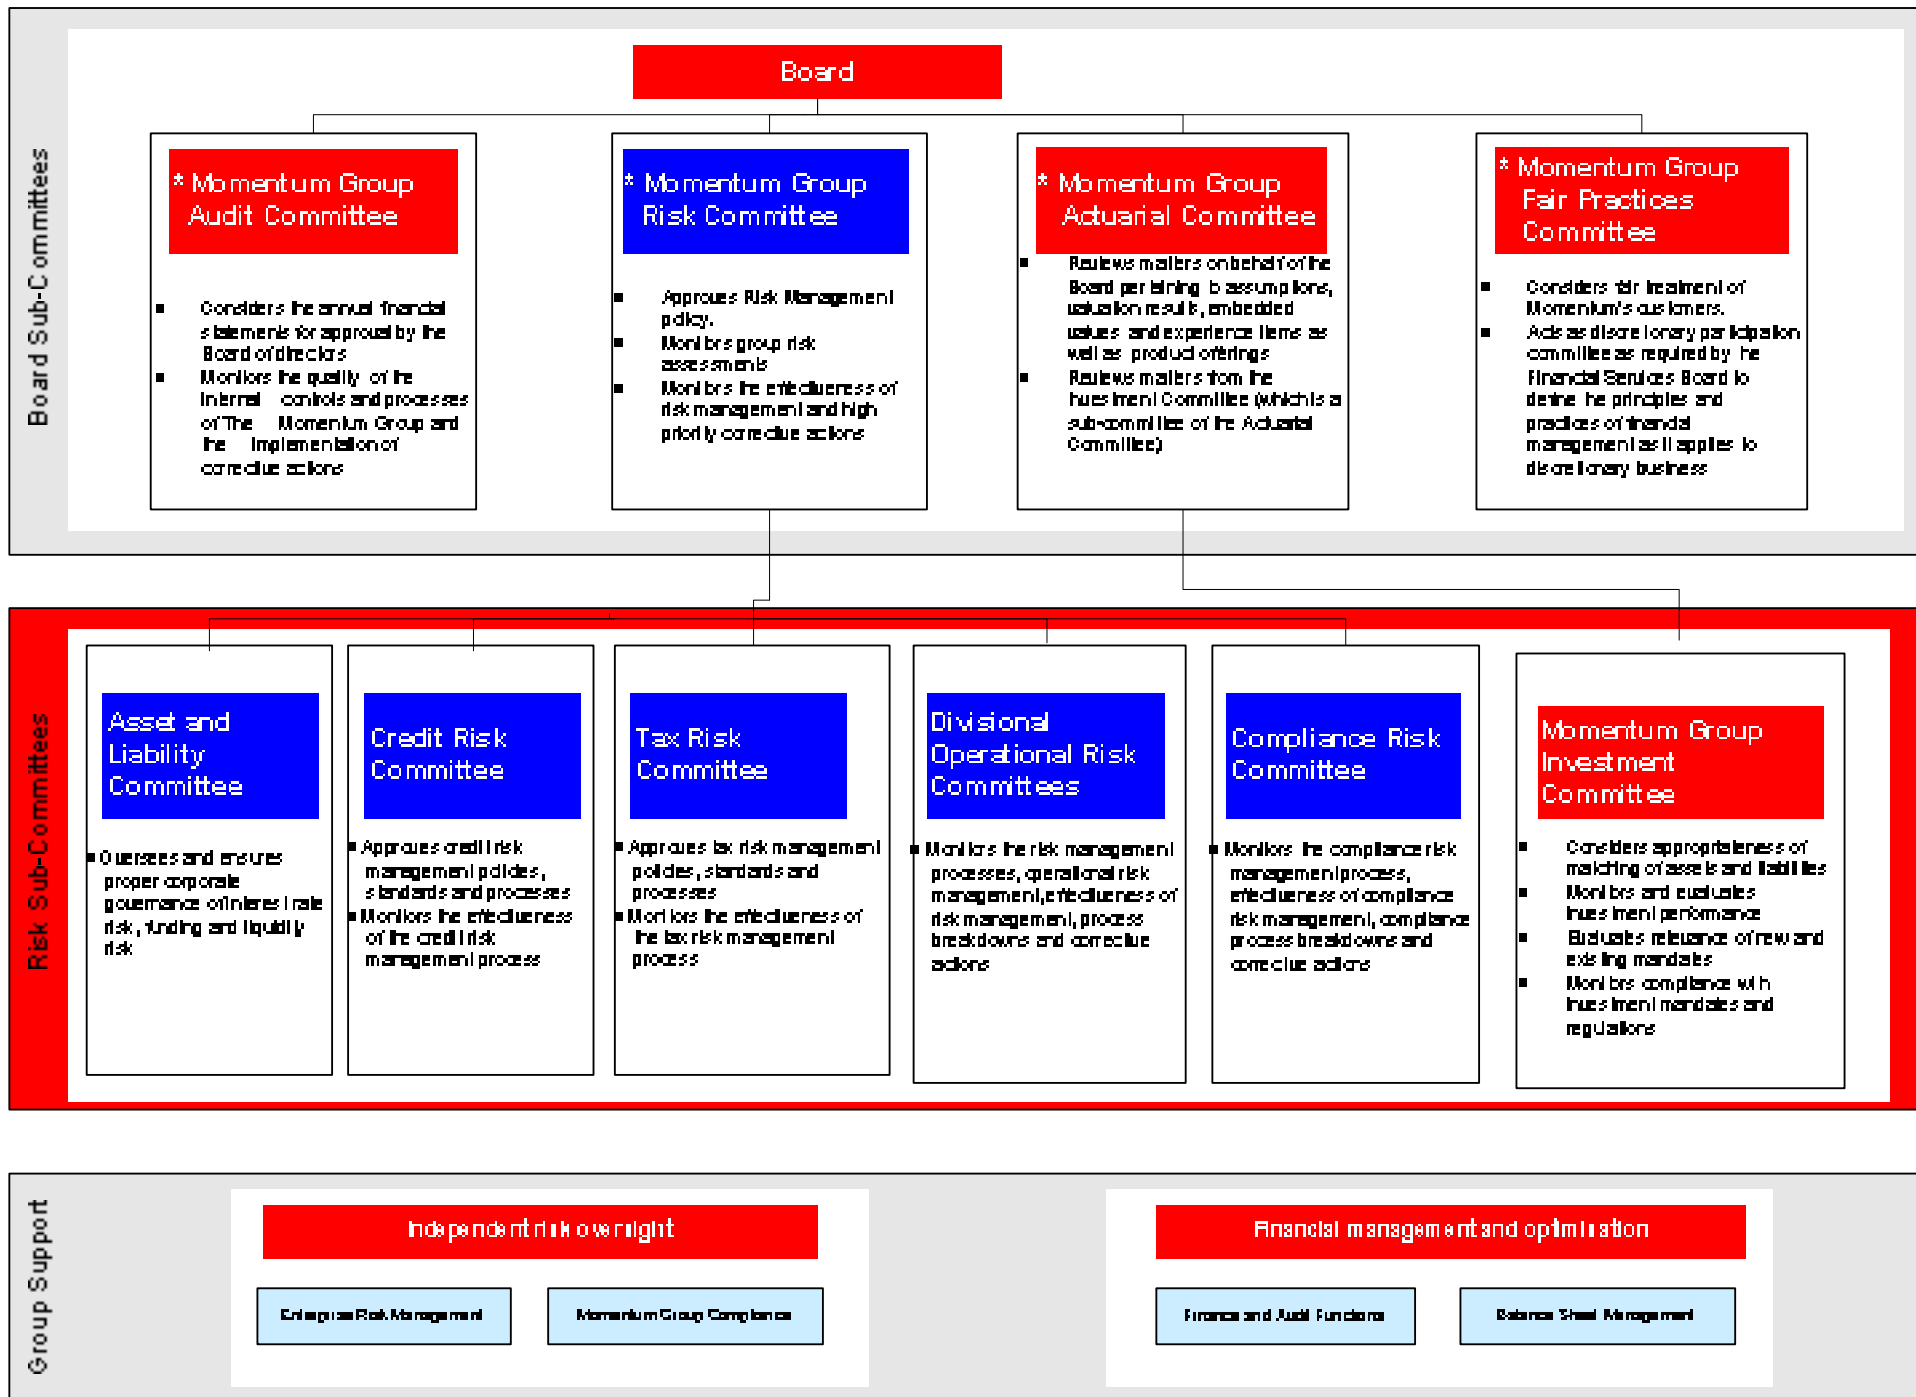 Board Sub-Committees
Board
* Momentum Group
Audit Committee
▪ Considers the annual financial
statements for approval by the
Board of directors
▪ Monitors the quality of the
Internal controls and processes
of The Momentum Group and
the Implementation of
corrective actions
* Momentum Group
Risk Committee
▪ Approves Risk Management
policy.
▪ Monitors group risk
assessments
▪ Monitors the effectiveness of
risk management and high
priority corrective actions
* Momentum Group
Actuarial Committee
▪ Reviews matters on behalf of the
Board pertaining to assumptions,
valuation results, embedded
values and experience items as
well as product offerings
▪ Reviews matters from the
Investment Committee (which is a
sub-committee of the Actuarial
Committee)
* Momentum Group
Fair Practices
Committee
▪ Considers fair treatment of
Momentum's customers.
▪ Acts as discretionary participation
committee as required by the
Financial Services Board to
define the principles and
practices of financial
management as it applies to
discretionary business
Risk Sub-Committees
Asset and
Liability
Committee
▪ Oversees and ensures
proper corporate
governance of interest rate
risk, funding and liquidity
risk
Credit Risk
Committee
▪ Approves credit risk
management policies,
standards and processes
▪ Monitors the effectiveness
of the credit risk
management process
Tax Risk
Committee
▪ Approves tax risk management
policies, standards and
processes
▪ Monitors the effectiveness of
the tax risk management
process
Divisional
Operational Risk
Committees
▪ Monitors the risk management
processes, operational risk
management, effectiveness of
risk management, process
breakdowns and corrective
actions
Compliance Risk
Committee
▪ Monitors the compliance risk
management process,
effectiveness of compliance
risk management, compliance
process breakdowns and
corrective actions
Momentum Group
Investment
Committee
▪ Considers appropriateness of
matching of assets and liabilities
▪ Monitors and evaluates
Investment performance
▪ Evaluates relevance of new and
existing mandates
▪ Monitors compliance with
Investment mandates and
regulations
Group Support
Independent risk oversight
Enterprise Risk Management
Momentum Group Compliance
Financial management and optimisation
Finance and Audit Functions
Balance Sheet Management